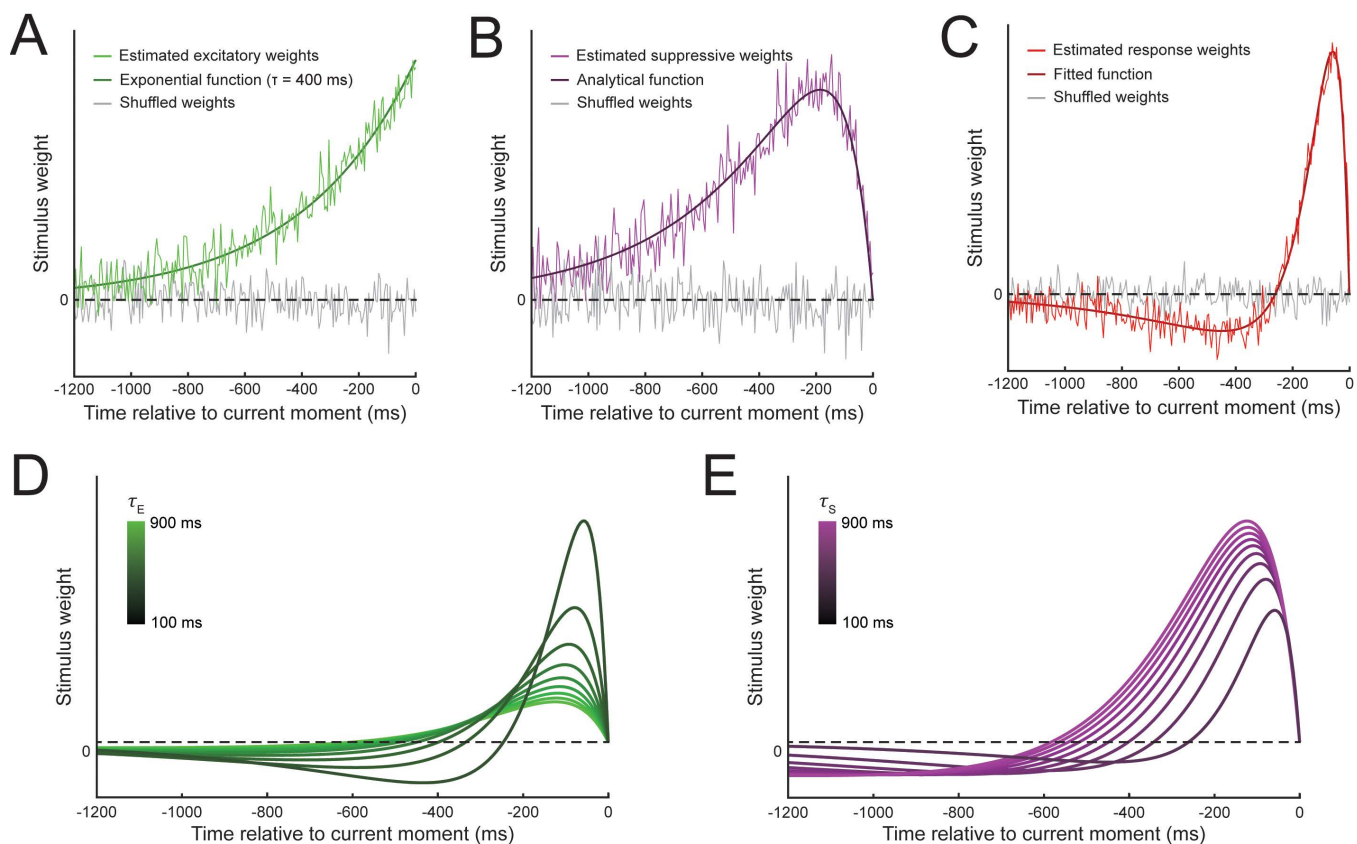 A
Estimated excitatory weights
Exponential function (τ = 400 ms)
Shuffled weights
Stimulus weight
0
-1200 -1000 -800 -600 -400 -200 0
Time relative to current moment (ms)
B
Estimated suppressive weights
Analytical function
Shuffled weights
Stimulus weight
0
-1200 -1000 -800 -600 -400 -200 0
Time relative to current moment (ms)
C
Estimated response weights
Fitted function
Shuffled weights
Stimulus weight
0
-1200 -1000 -800 -600 -400 -200 0
Time relative to current moment (ms)
D
τE
900 ms
100 ms
Stimulus weight
0
-1200 -1000 -800 -600 -400 -200 0
Time relative to current moment (ms)
E
τS
900 ms
100 ms
Stimulus weight
0
-1200 -1000 -800 -600 -400 -200 0
Time relative to current moment (ms)